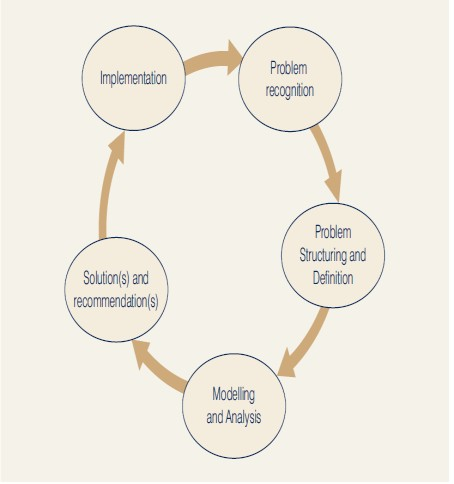 Implementation
Problem
recognition
Problem
Structuring and
Definition
Modelling
and Analysis
Solution(s) and
recommendation(s)